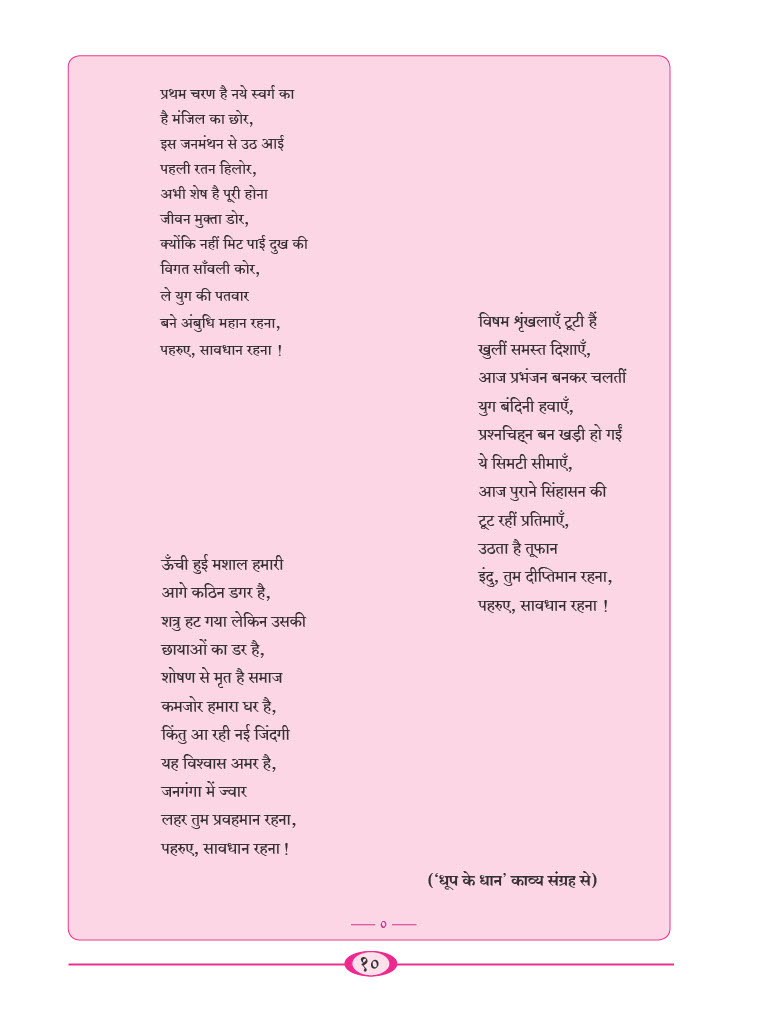 प्रथम चरण है नये स्वर्ग का
है मंजिल का छोर,
इस जनमंथन से उठ आई
पहली रतन हिलोर,
अभी शेष है पूरी होना
जीवन मुक्ता डोर,
क्योंकि नहीं मिट पाई दुख की
विगत साँवली कोर,
ले युग की पतवार
बने अंबुधि महान रहना,
पहरुए, सावधान रहना !
विषम शृंखलाएँ टूटी हैं
खुलीं समस्त दिशाएँ,
आज प्रभंजन बनकर चलतीं
युग बंदिनी हवाएँ,
प्रश्नचिह्न बन खड़ी हो गईं
ये सिमटी सीमाएँ,
आज पुराने सिंहासन की
टूट रहीं प्रतिमाएँ,
उठता है तूफान
इंदु, तुम दीप्तिमान रहना,
पहरुए, सावधान रहना !
ऊँची हुई मशाल हमारी
आगे कठिन डगर है,
शत्रु हट गया लेकिन उसकी
छायाओं का डर है,
शोषण से मृत है समाज
कमजोर हमारा घर है,
किंतु आ रही नई जिंदगी
यह विश्वास अमर है,
जनगंगा में ज्वार
लहर तुम प्रवहमान रहना,
पहरुए, सावधान रहना !
(‘धूप के धान’ काव्य संग्रह से)
— ० —
१०